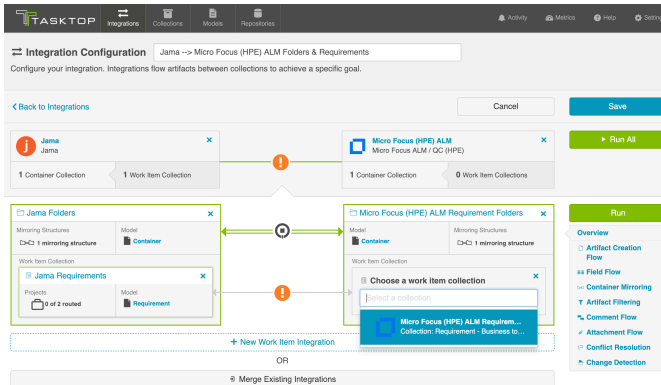 TASKTOP
Integrations
Collections
Models
Repositories
Activity
Metrics
Help
Setting
Integration Configuration
Jama --> Micro Focus (HPE) ALM Folders & Requirements
Configure your integration. Integrations flow artifacts between collections to achieve a specific goal.
Back to Integrations
Cancel
Save
Jama
Jama
1 Container Collection
1 Work Item Collection
Micro Focus (HPE) ALM
Micro Focus ALM / QC (HPE)
1 Container Collection
0 Work Item Collections
Run All
Jama Folders
Mirroring Structures
1 mirroring structure
Model
Container
Work Item Collection
Jama Requirements
Projects
0 of 2 routed
Model
Requirement
Micro Focus (HPE) ALM Requirement Folders
Model
Container
Mirroring Structures
1 mirroring structure
Work Item Collection
Choose a work item collection
Select a collection
Micro Focus (HPE) ALM Requirem...
Collection: Requirement - Business to...
+ New Work Item Integration
OR
Merge Existing Integrations
Run
Overview
Artifact Creation
Flow
Field Flow
Container Mirroring
Artifact Filtering
Comment Flow
Attachment Flow
Conflict Resolution
Change Detection